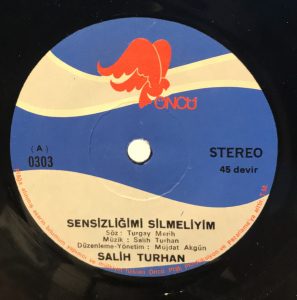 ÖNCÜ
(A)
0303
STEREO
45 devir
SENSİZLİĞİMİ SİLMELİYİM
Söz : Turgay Merih
Müzik : Salih Turhan
Düzenleme-Yönetim : Müjdat Akgün
SALİH TURHAN